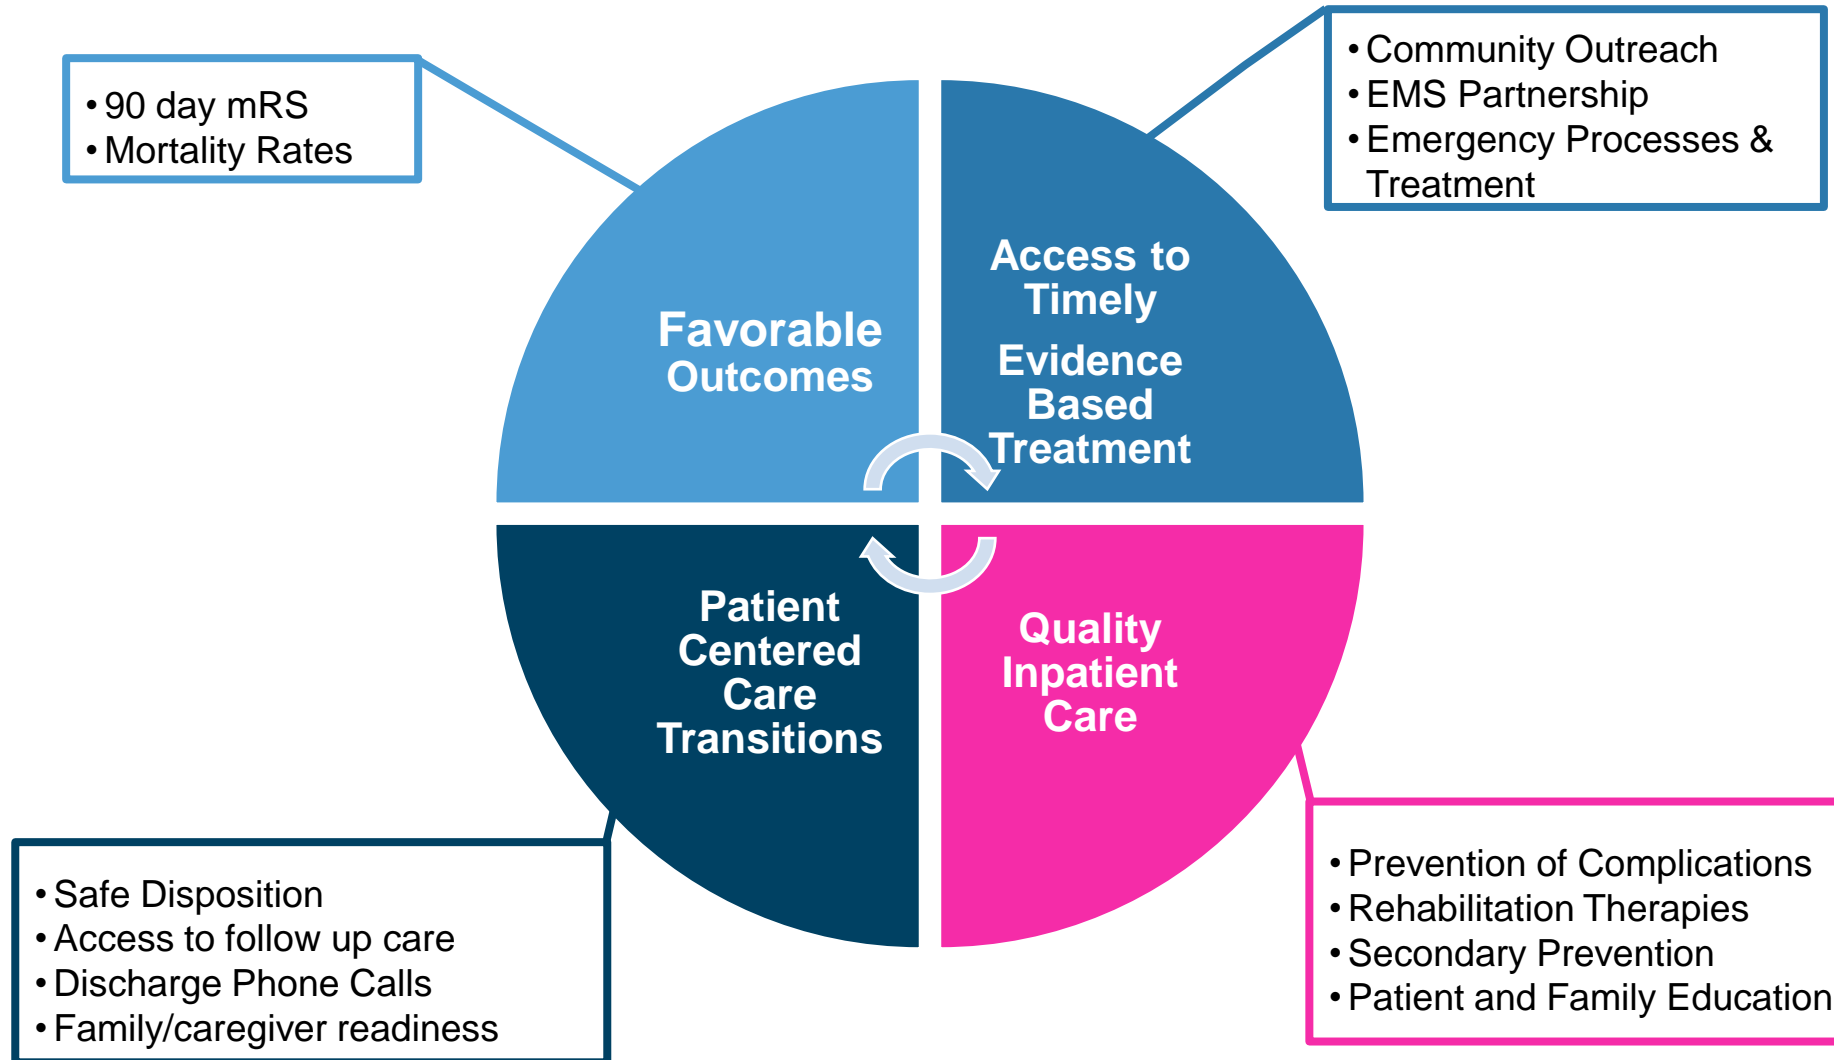 • 90 day mRS
• Mortality Rates
• Community Outreach
• EMS Partnership
• Emergency Processes &
Treatment
Favorable
Outcomes
Access to
Timely
Evidence
Based
Treatment
Patient
Centered
Care
Transitions
Quality
Inpatient
Care
• Safe Disposition
• Access to follow up care
• Discharge Phone Calls
• Family/caregiver readiness
• Prevention of Complications
• Rehabilitation Therapies
• Secondary Prevention
• Patient and Family Education